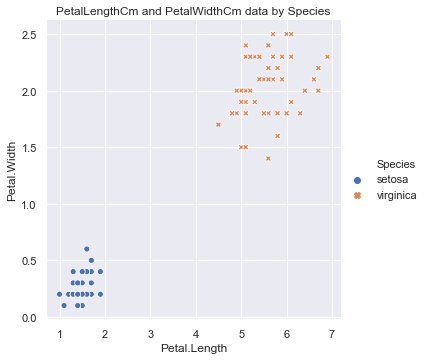 PetalLengthCm and PetalWidthCm data by Species
2.5
2.0
1.5
1.0
0.5
0.0
Petal.Width
1 2 3 4 5 6 7
Petal.Length
Species
setosa
virginica